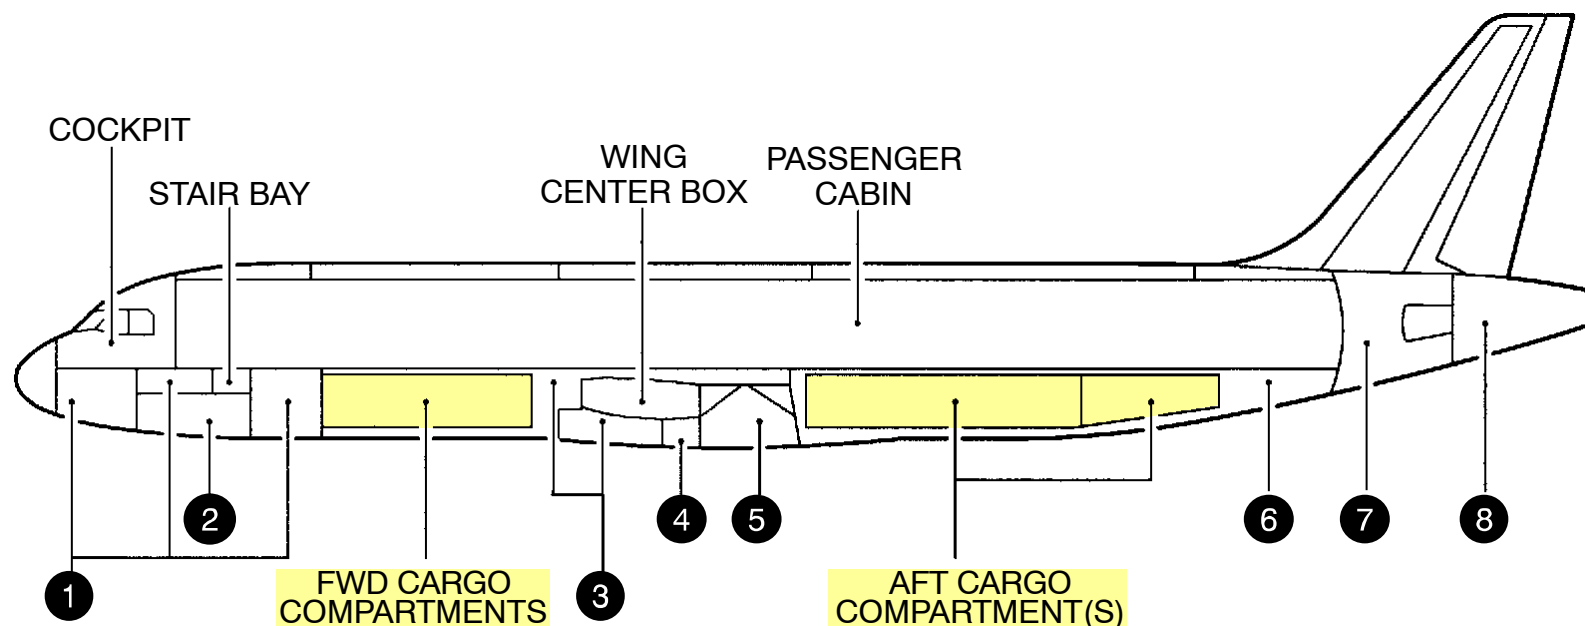 COCKPIT
STAIR BAY
WING
CENTER BOX
PASSENGER
CABIN
2
4
5
6
7
8
1
FWD CARGO
COMPARTMENTS
3
AFT CARGO
COMPARTMENT(S)